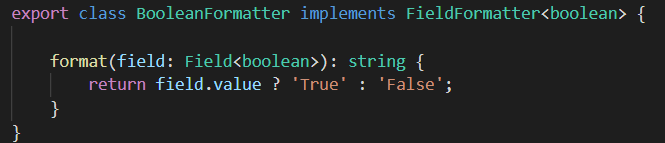 export class BooleanFormatter implements FieldFormatter<boolean> {
format(field: Field<boolean>): string {
return field.value ? 'True' : 'False';
}
}